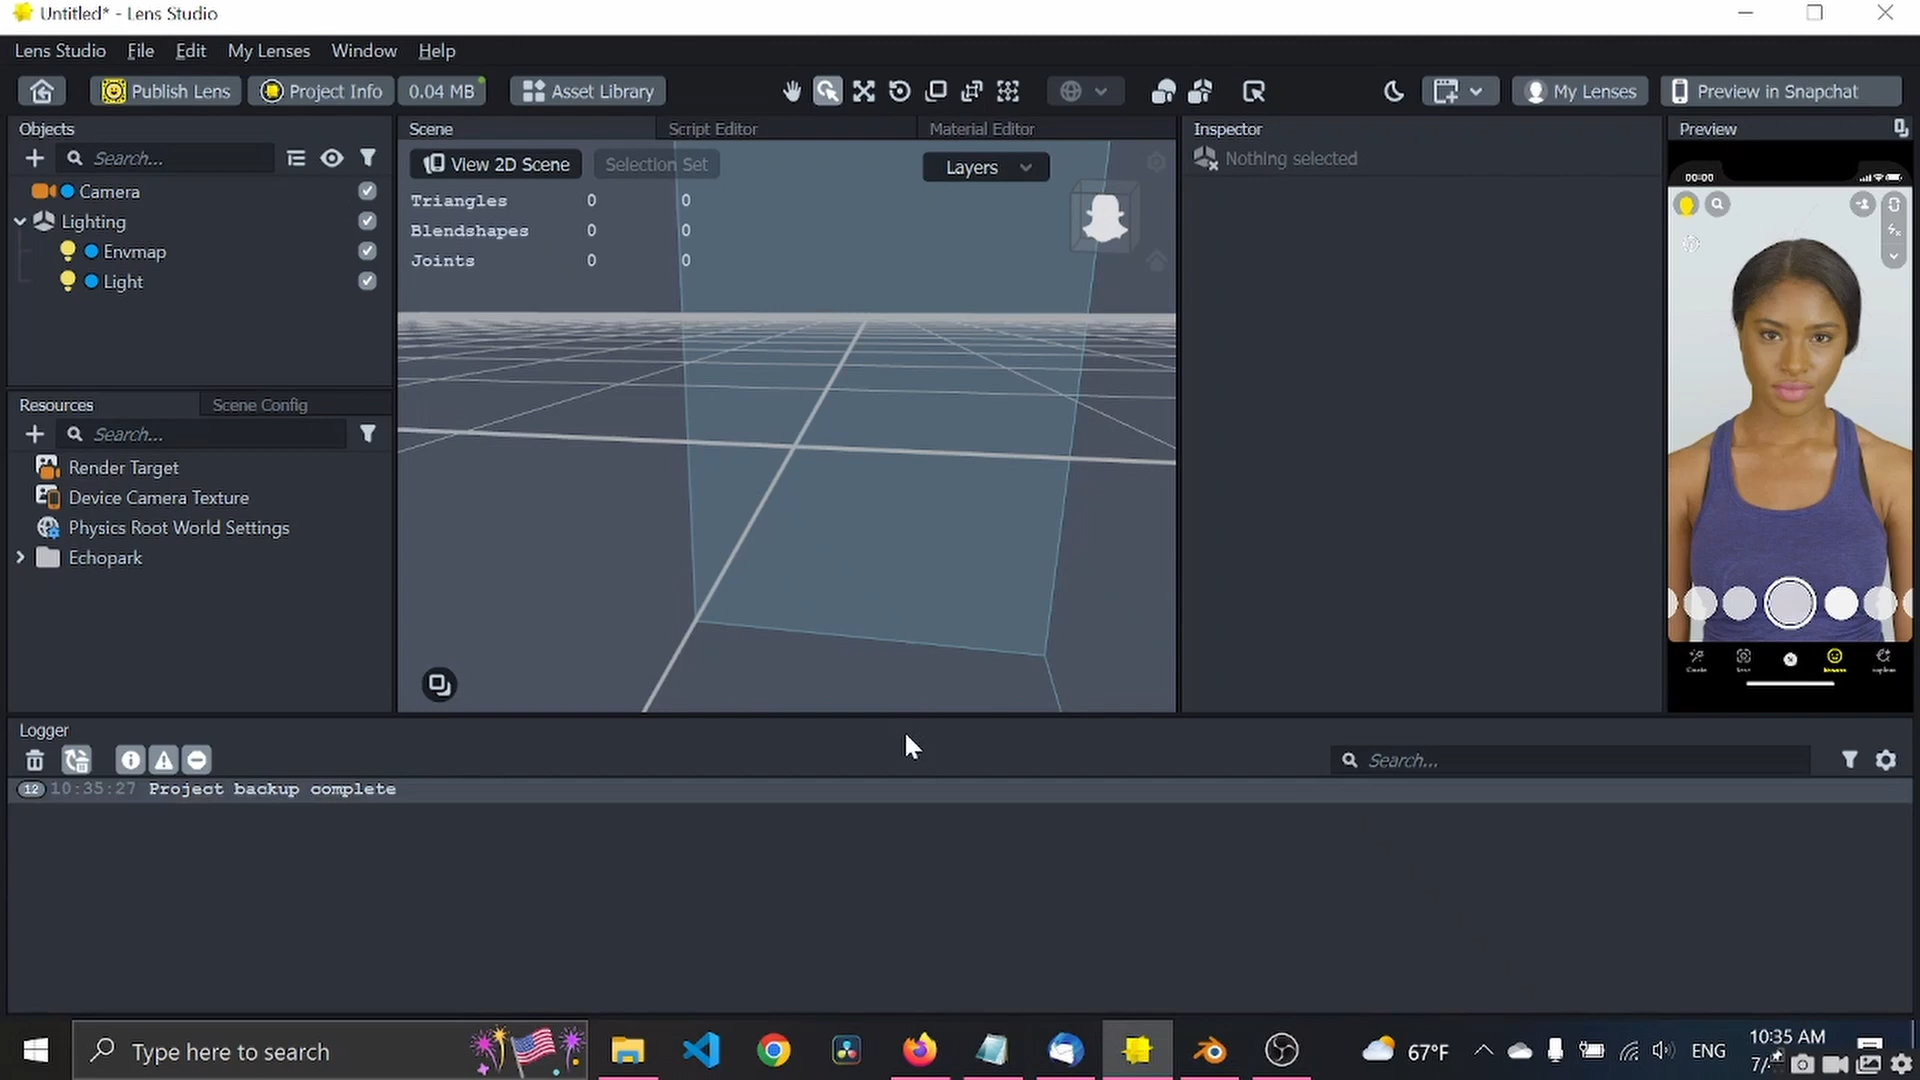 Untitled* - Lens Studio
Lens Studio File Edit My Lenses Window Help
Publish Lens Project Info 0.04 MB Asset Library My Lenses Preview in Snapchat
Objects
Search...
Camera
Lighting
Envmap
Light
Resources Scene Config
Search...
Render Target
Device Camera Texture
Physics Root World Settings
Echopark
Scene Script Editor Material Editor
View 2D Scene Selection Set Layers
Triangles 0 0
Blendshapes 0 0
Joints 0 0
Inspector
Nothing selected
Preview
00:00
Logger
Search...
12 10:35:27 Project backup complete
Type here to search
67°F
ENG
10:35 AM